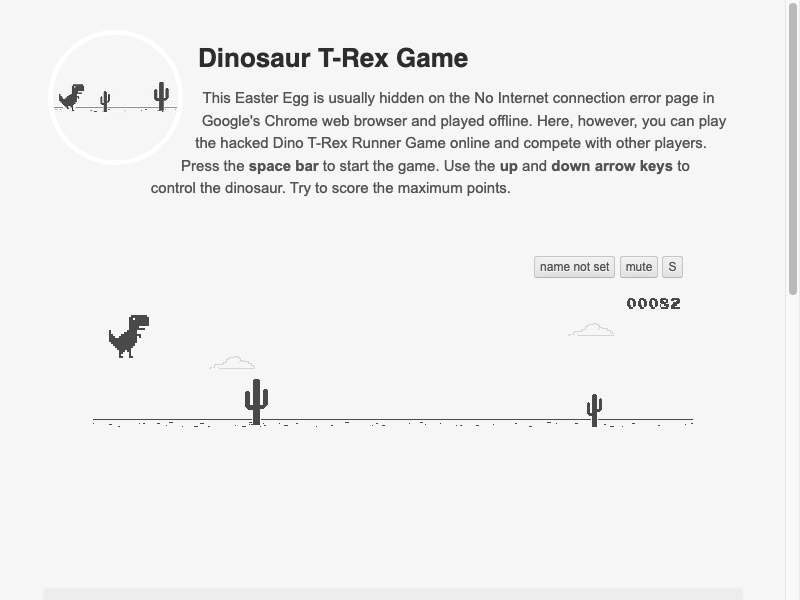 Dinosaur T-Rex Game
This Easter Egg is usually hidden on the No Internet connection error page in
Google's Chrome web browser and played offline. Here, however, you can play
the hacked Dino T-Rex Runner Game online and compete with other players.
Press the space bar to start the game. Use the up and down arrow keys to
control the dinosaur. Try to score the maximum points.
name not set mute S
00082